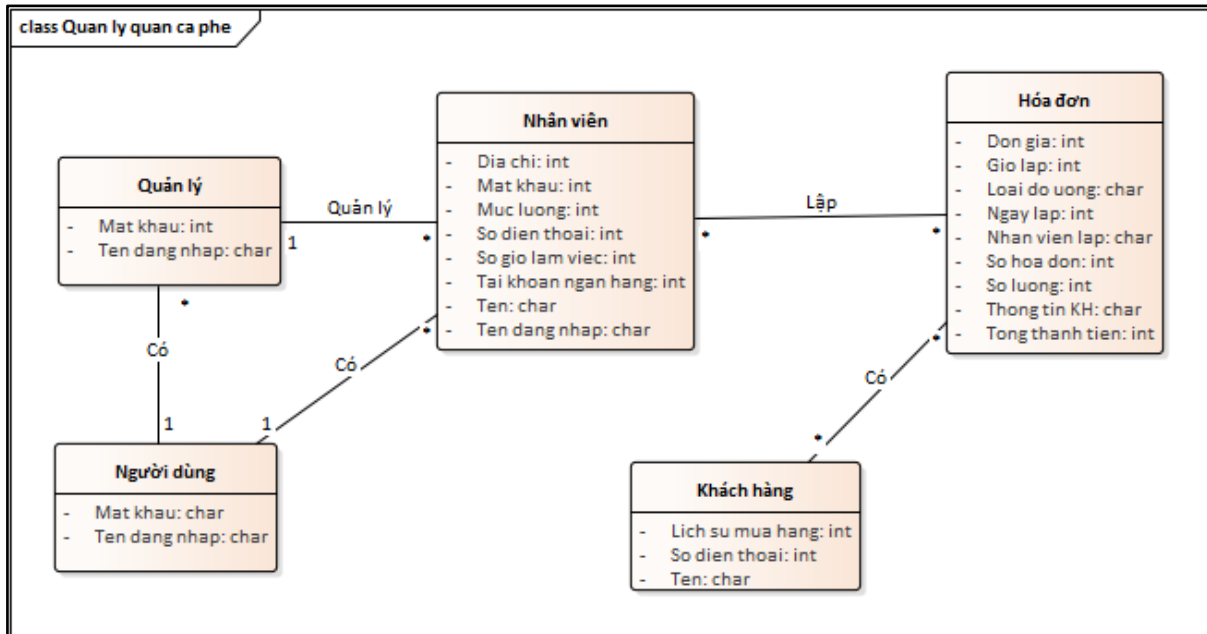 class Quan ly quan ca phe
Quản lý
- Mat khau: int
- Ten dang nhap: char
Quản lý
1
*
Nhân viên
- Dia chi: int
- Mat khau: int
- Muc luong: int
- So dien thoai: int
- So gio lam viec: int
- Tai khoan ngan hang: int
- Ten: char
- Ten dang nhap: char
Lập
*
*
Hóa đơn
- Don gia: int
- Gio lap: int
- Loai do uong: char
- Ngay lap: int
- Nhan vien lap: char
- So hoa don: int
- So luong: int
- Thong tin KH: char
- Tong thanh tien: int
*
Có
1
*
Có
1
Người dùng
- Mat khau: char
- Ten dang nhap: char
*
Có
*
Khách hàng
- Lich su mua hang: int
- So dien thoai: int
- Ten: char